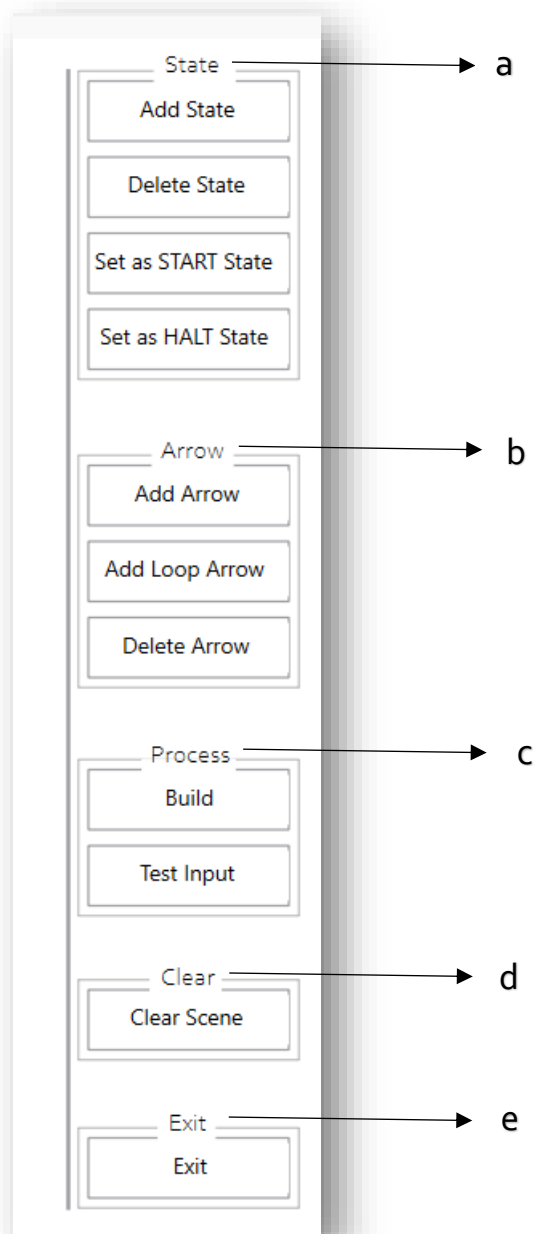 State
a
Add State
Delete State
Set as START State
Set as HALT State
Arrow
b
Add Arrow
Add Loop Arrow
Delete Arrow
Process
c
Build
Test Input
Clear
d
Clear Scene
Exit
e
Exit